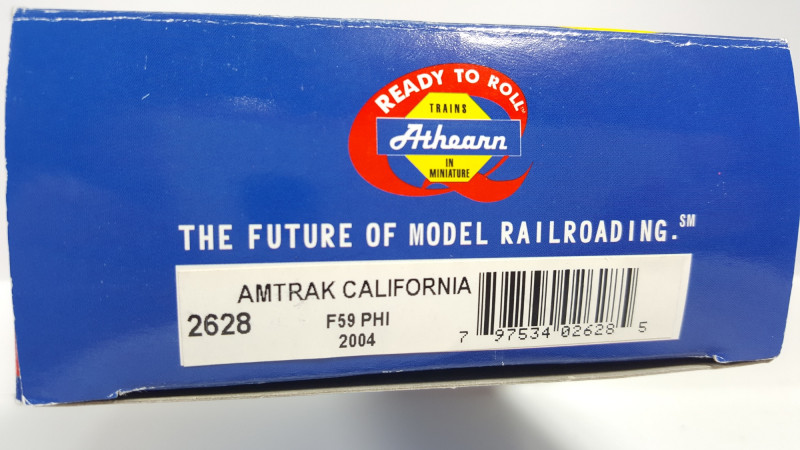 READY TO ROLL™
TRAINS
Athearn
IN
MINIATURE
THE FUTURE OF MODEL RAILROADING.℠
AMTRAK CALIFORNIA
2628
F59 PHI
2004
7 97534 02628 5